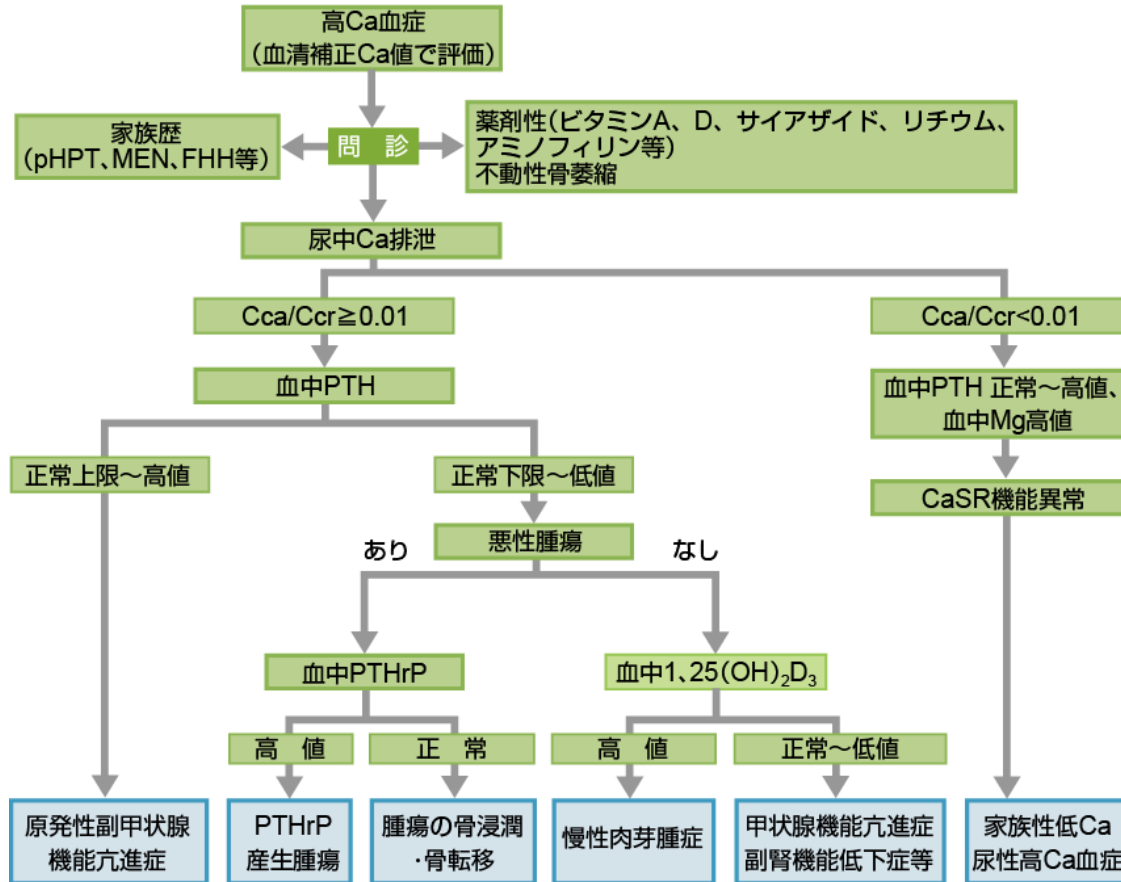 高Ca血症
（血清補正Ca値で評価）
家族歴
（pHPT、MEN、FHH等）
問 診
薬剤性（ビタミンA、D、サイアザイド、リチウム、
アミノフィリン等）
不動性骨萎縮
尿中Ca排泄
Cca/Ccr≧0.01
Cca/Ccr<0.01
血中PTH
血中PTH 正常～高値、
血中Mg高値
正常上限～高値
正常下限～低値
CaSR機能異常
悪性腫瘍
あり
なし
血中PTHrP
血中1、25(OH)₂D₃
高 値
正 常
高 値
正常～低値
原発性副甲状腺
機能亢進症
PTHrP
産生腫瘍
腫瘍の骨浸潤
・骨転移
慢性肉芽腫症
甲状腺機能亢進症
副腎機能低下症等
家族性低Ca
尿性高Ca血症